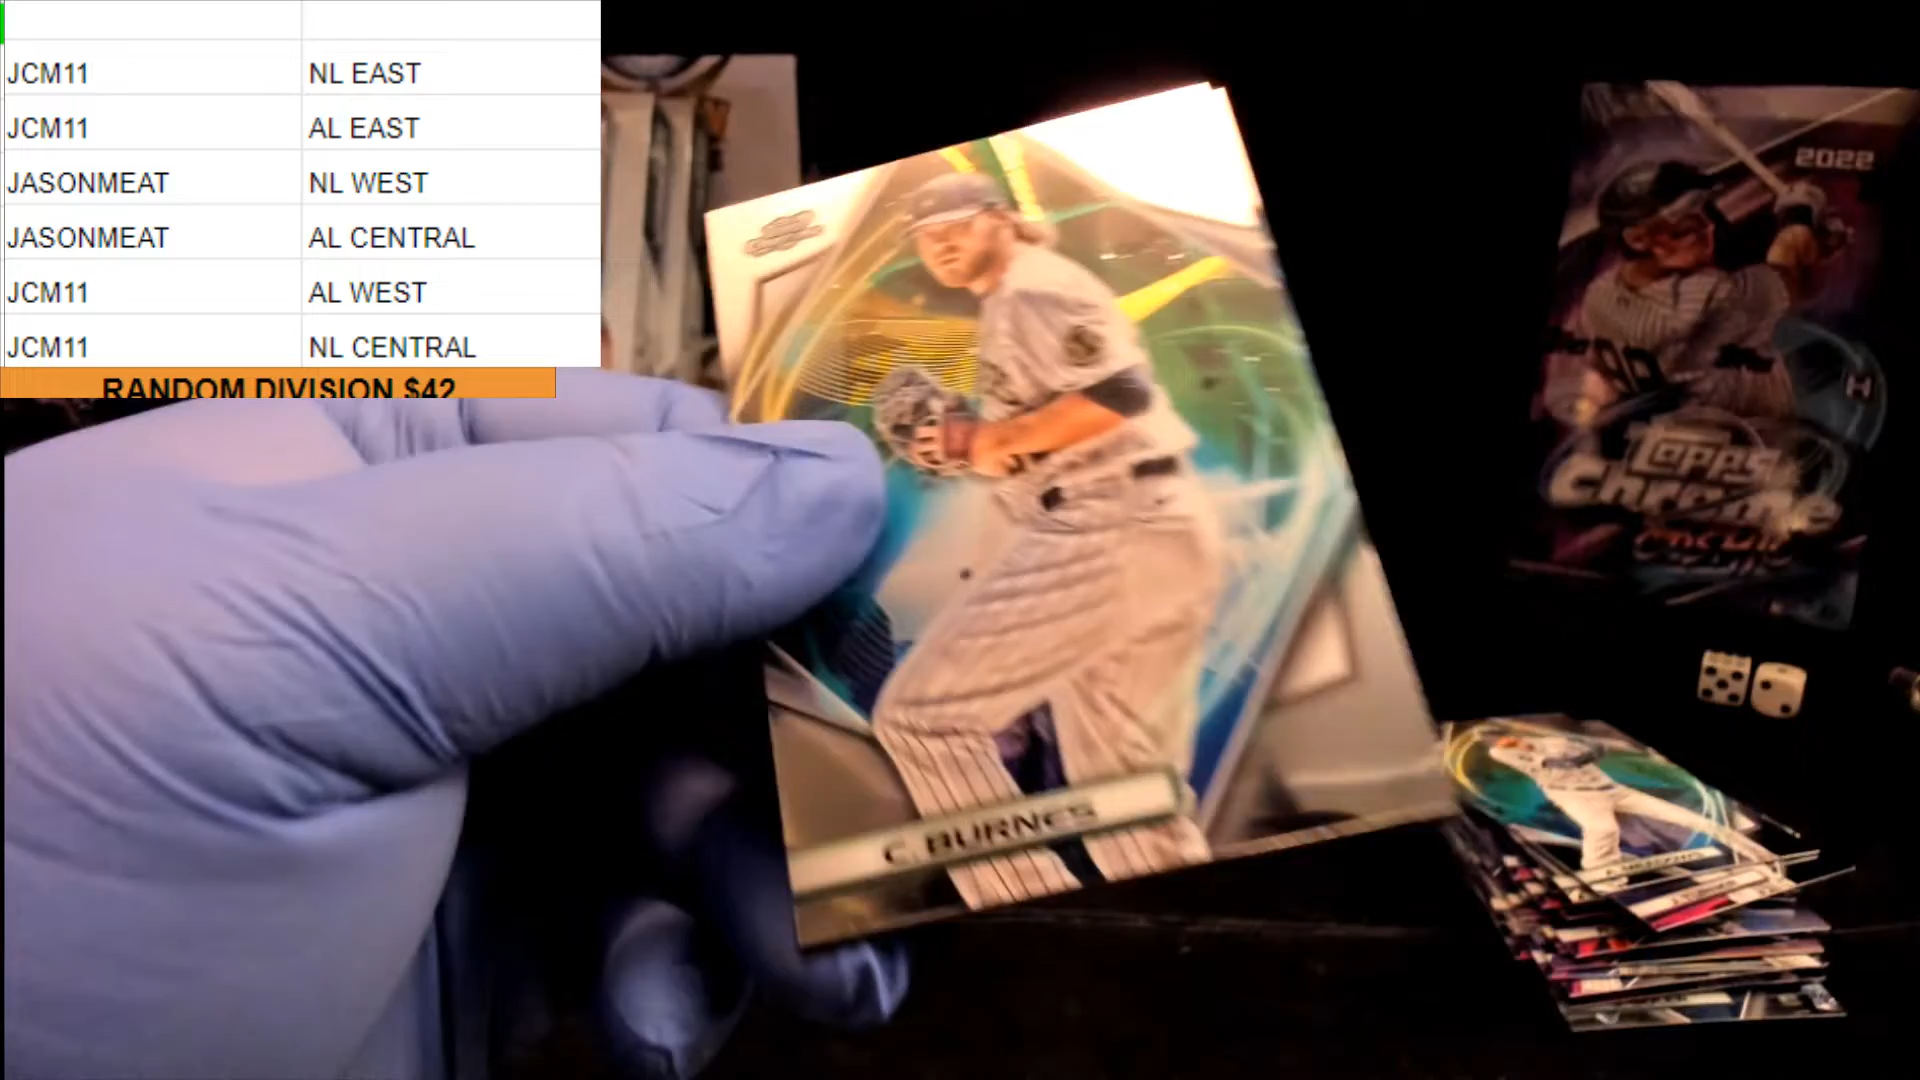 JCM11 NL EAST
JCM11 AL EAST
JASONMEAT NL WEST
JASONMEAT AL CENTRAL
JCM11 AL WEST
JCM11 NL CENTRAL
RANDOM DIVISION $42
C. BURNES
2022
Topps
Chrome